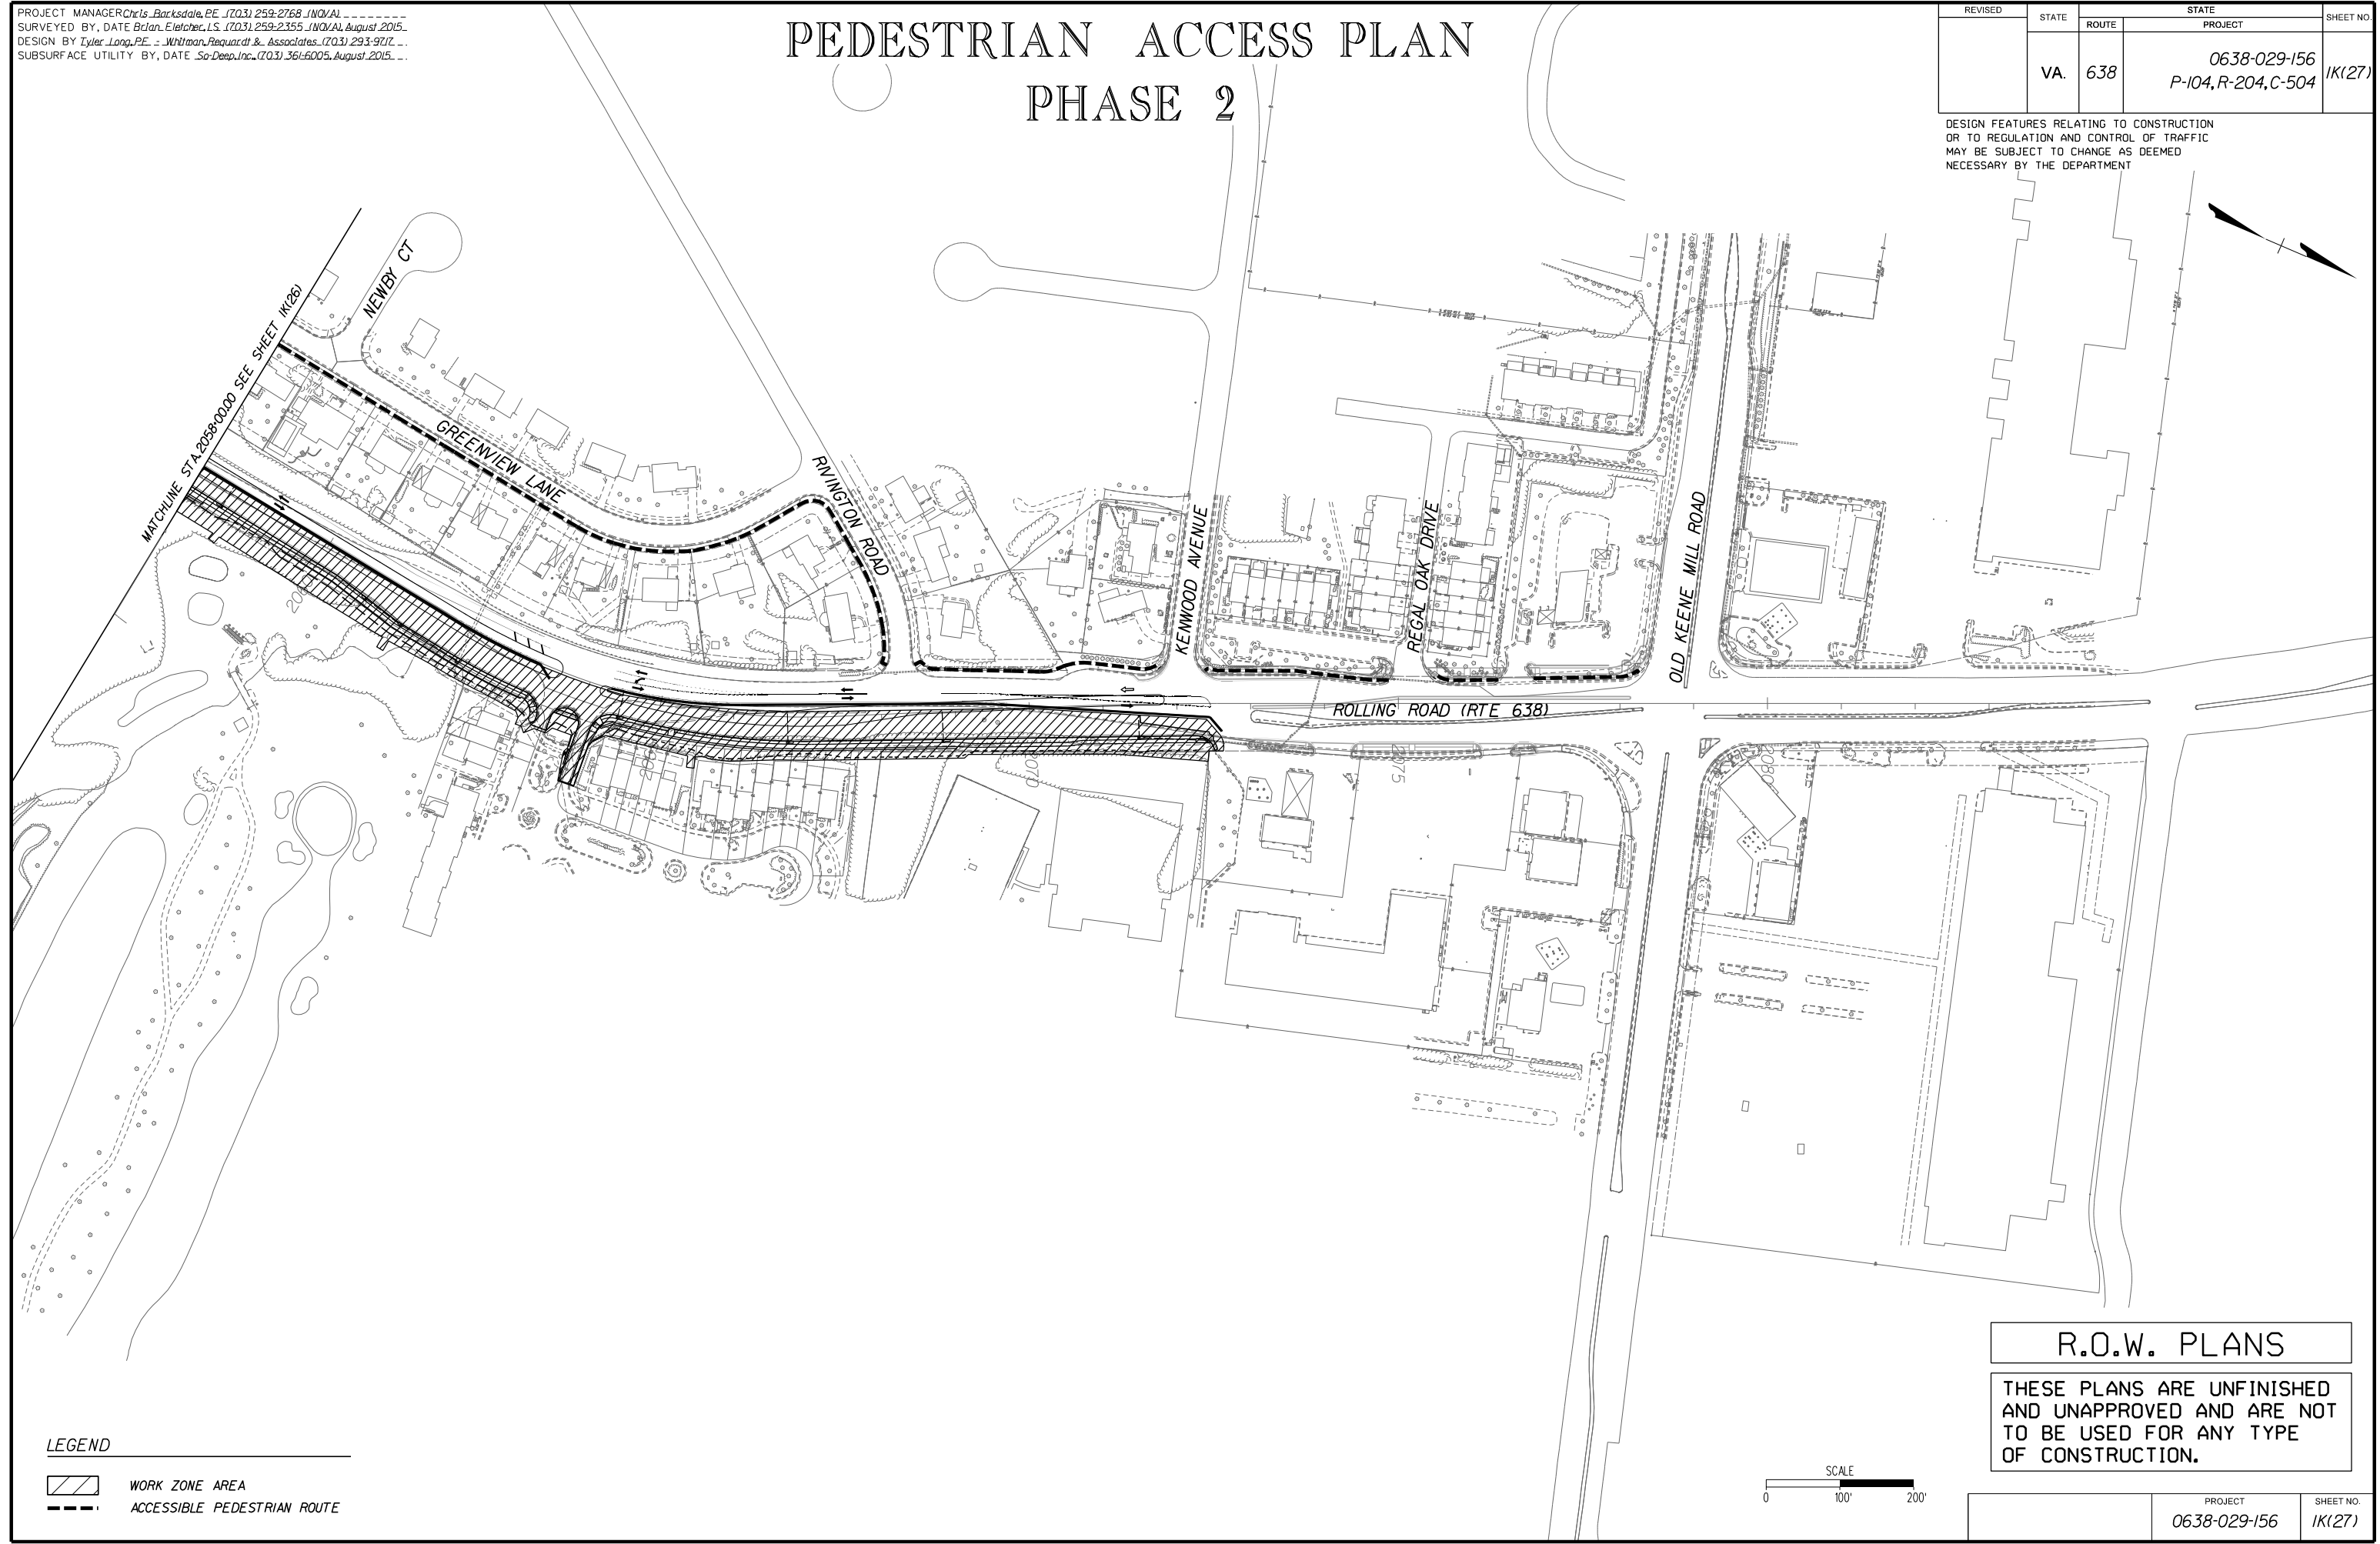 PROJECT MANAGER Chris Barksdale, PE (703) 259-2768 (NOVA)
SURVEYED BY, DATE Brian Fletcher, LS (703) 259-2355 (NOVA), August 2015
DESIGN BY Tyler Long, PE - Whitman, Requardt & Associates (703) 293-9717
SUBSURFACE UTILITY BY, DATE So-Deep, Inc. (703) 361-6005, August 2015
PEDESTRIAN ACCESS PLAN
PHASE 2
REVISED
STATE
STATE
ROUTE
PROJECT
SHEET NO.
VA.
638
0638-029-156
P-104, R-204, C-504
1K(27)
DESIGN FEATURES RELATING TO CONSTRUCTION
OR TO REGULATION AND CONTROL OF TRAFFIC
MAY BE SUBJECT TO CHANGE AS DEEMED
NECESSARY BY THE DEPARTMENT
NEWBY CT
MATCHLINE STA. 2058+00.00 SEE SHEET 1K(26)
GREENVIEW LANE
RIVINGTON ROAD
KENWOOD AVENUE
REGAL OAK DRIVE
OLD KEENE MILL ROAD
ROLLING ROAD (RTE 638)
2070
2075
2080
R.O.W. PLANS
THESE PLANS ARE UNFINISHED
AND UNAPPROVED AND ARE NOT
TO BE USED FOR ANY TYPE
OF CONSTRUCTION.
LEGEND
WORK ZONE AREA
ACCESSIBLE PEDESTRIAN ROUTE
SCALE
0 100' 200'
PROJECT
0638-029-156
SHEET NO.
1K(27)